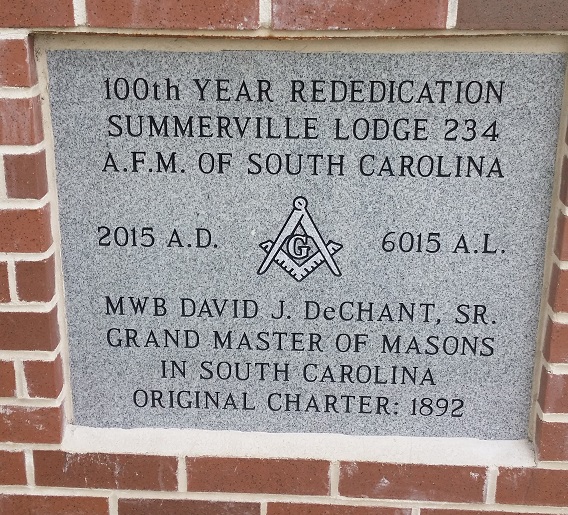 100th YEAR REDEDICATION
SUMMERVILLE LODGE 234
A.F.M. OF SOUTH CAROLINA
2015 A.D. G 6015 A.L.
MWB DAVID J. DeCHANT, SR.
GRAND MASTER OF MASONS
IN SOUTH CAROLINA
ORIGINAL CHARTER: 1892